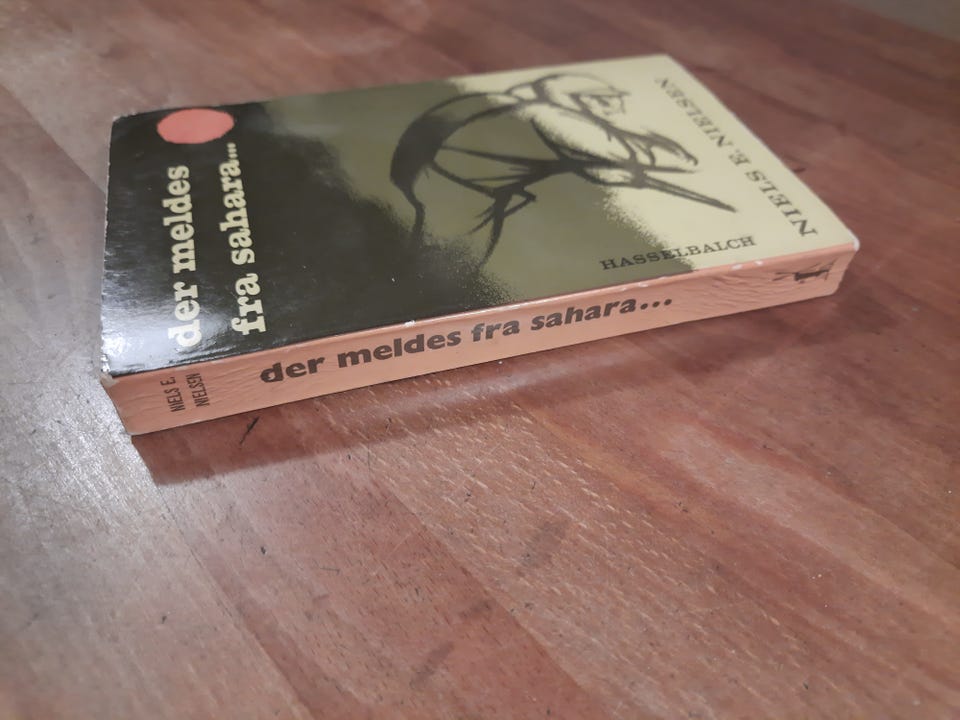 der meldes
fra sahara...
NIELS E. NIELSEN
HASSELBALCH
NIELS E.
NIELSEN
der meldes fra sahara...